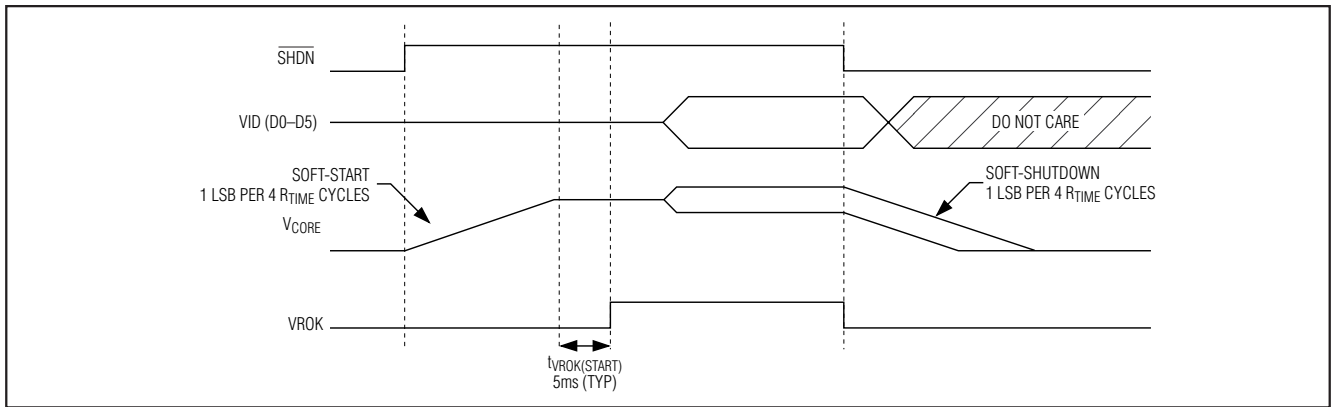 SHDN
VID (D0–D5)
DO NOT CARE
SOFT-START
1 LSB PER 4 RTIME CYCLES
SOFT-SHUTDOWN
1 LSB PER 4 RTIME CYCLES
VCORE
VROK
tVROK(START)
5ms (TYP)